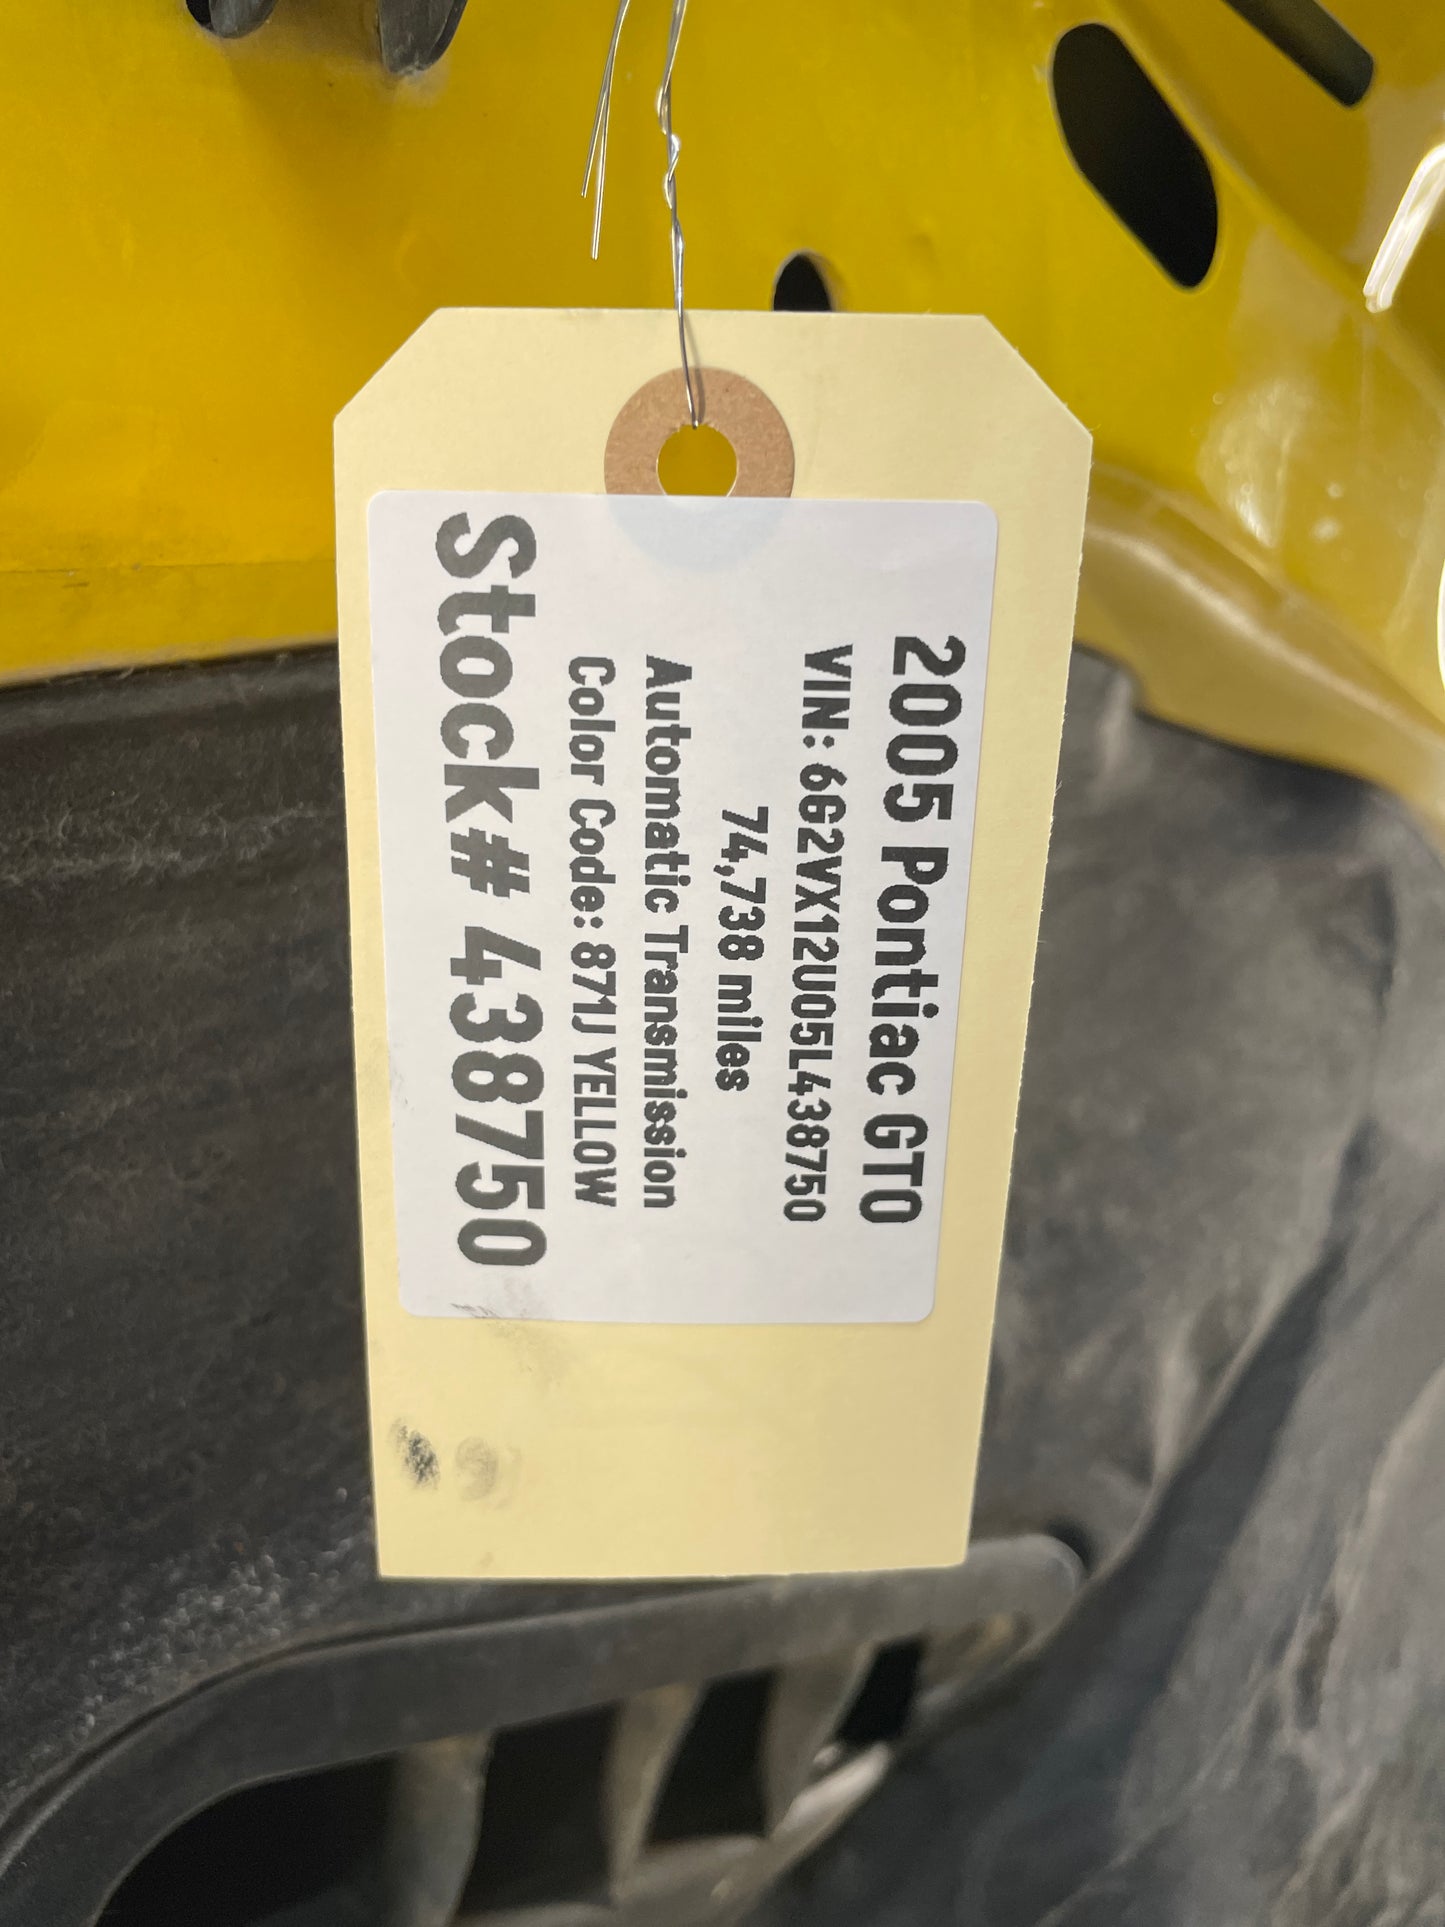 2005 Pontiac GTO
VIN: 6G2VX12U05L438750
74,738 miles
Automatic Transmission
Color Code: 871J YELLOW
Stock# 438750